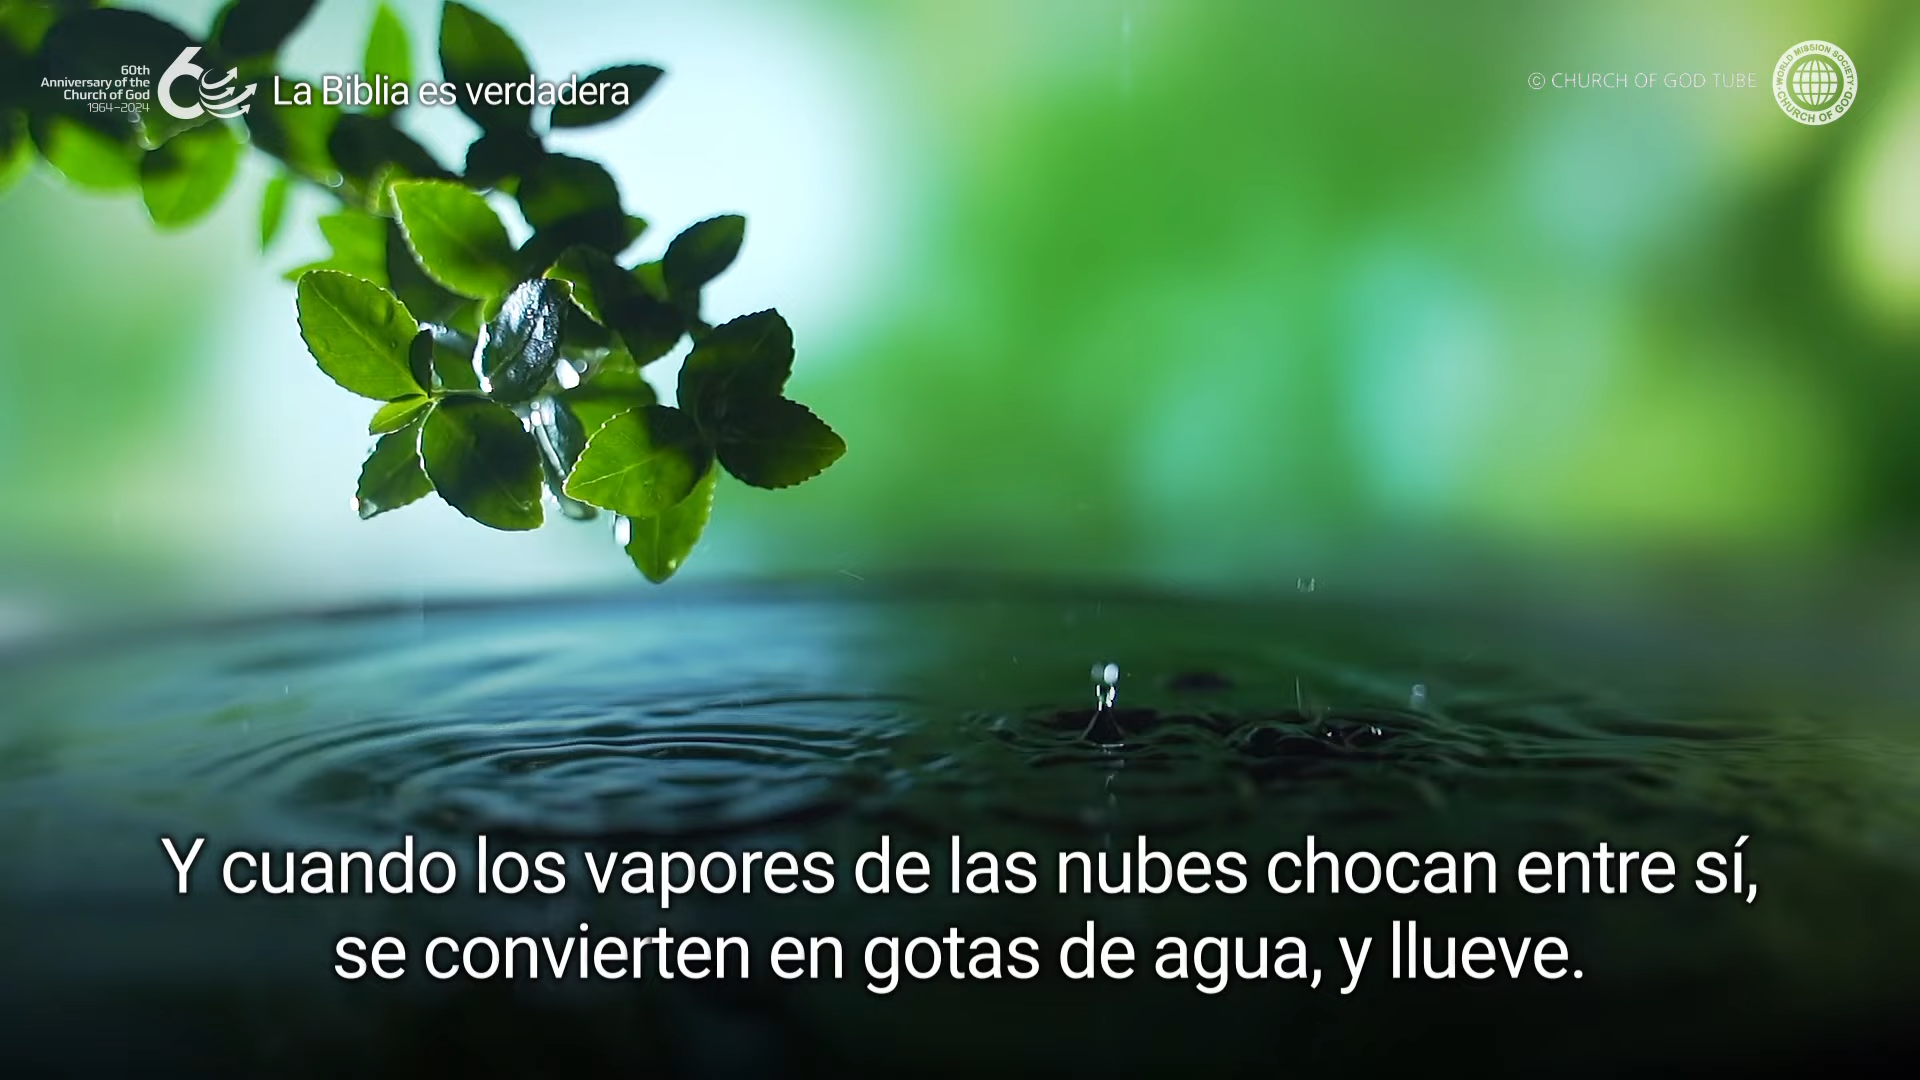 60th
Anniversary of the
Church of God
1964–2024
60
La Biblia es verdadera
© CHURCH OF GOD TUBE
WORLD MISSION SOCIETY
CHURCH OF GOD
Y cuando los vapores de las nubes chocan entre sí,
se convierten en gotas de agua, y llueve.